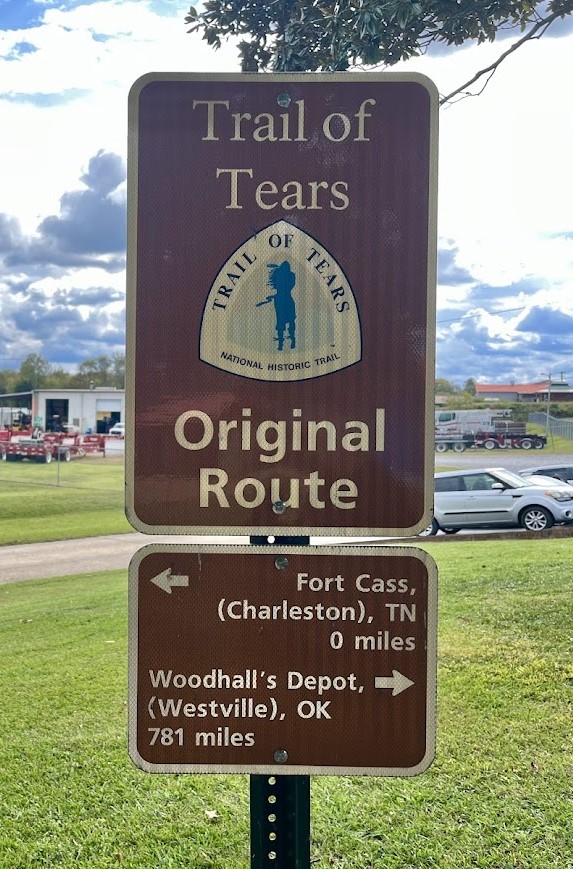 Trail of
Tears
TRAIL OF TEARS
NATIONAL HISTORIC TRAIL
Original
Route
Fort Cass,
(Charleston), TN
0 miles
Woodhall's Depot,
(Westville), OK
781 miles